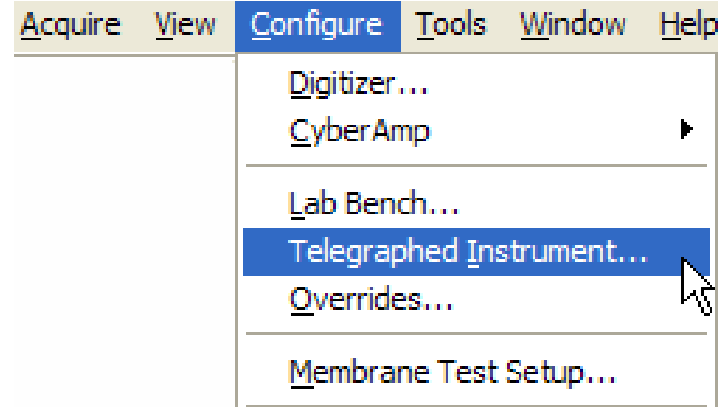 Acquire View Configure Tools Window Help
Digitizer...
CyberAmp
Lab Bench...
Telegraphed Instrument...
Overrides...
Membrane Test Setup...